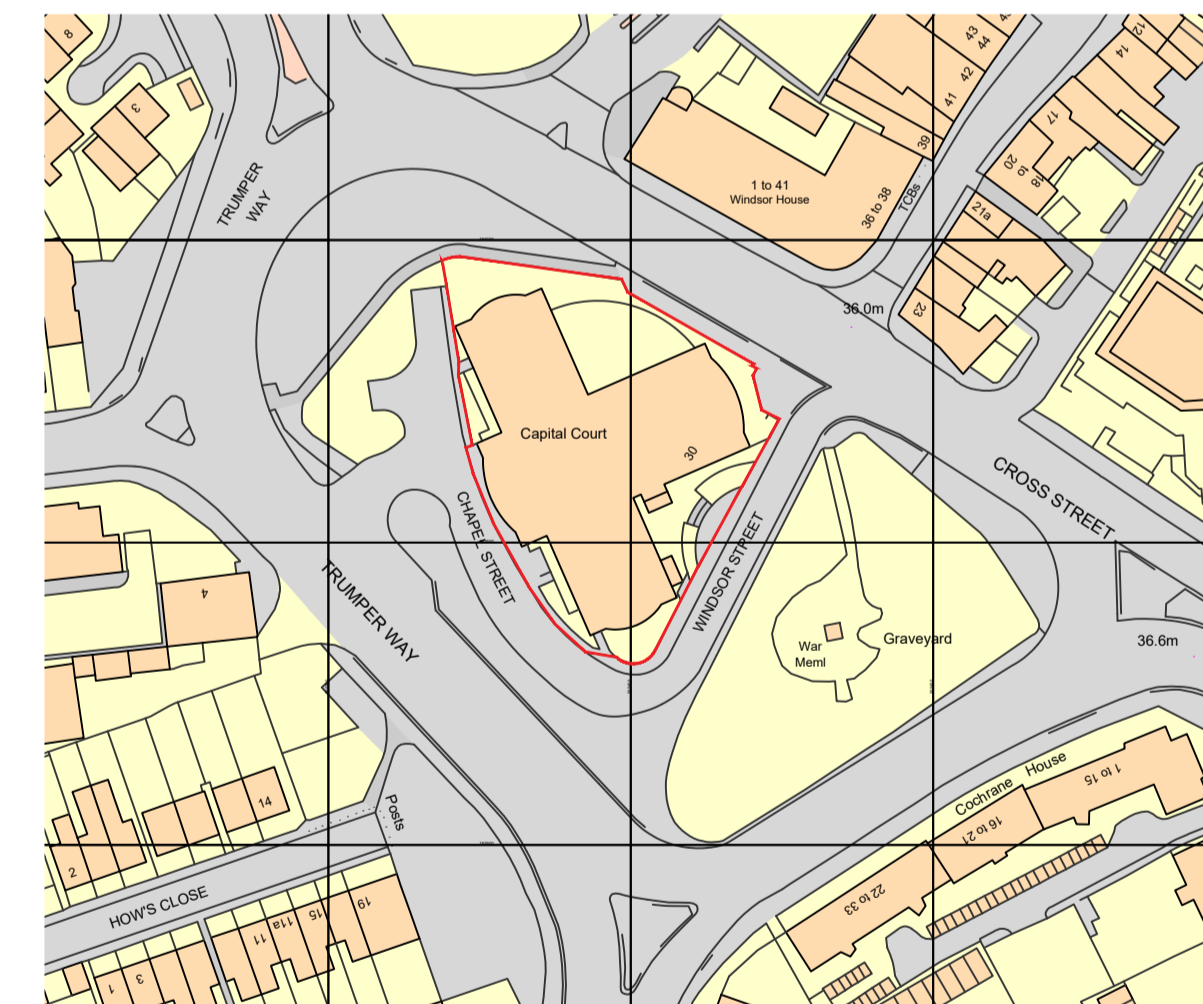 8
3
TRUMPER
WAY
43
44
42
41
39
12
14
17
20
to
18
21a
23
1 to 41
Windsor House
36 to 38
TCBs
36.0m
Capital Court
30
CHAPEL STREET
WINDSOR STREET
CROSS STREET
TRUMPER WAY
4
War
Meml
Graveyard
36.6m
Cochrane House
1 to 15
16 to 21
22 to 33
Posts
14
2
HOW'S CLOSE
19
15
11a
11
3
1